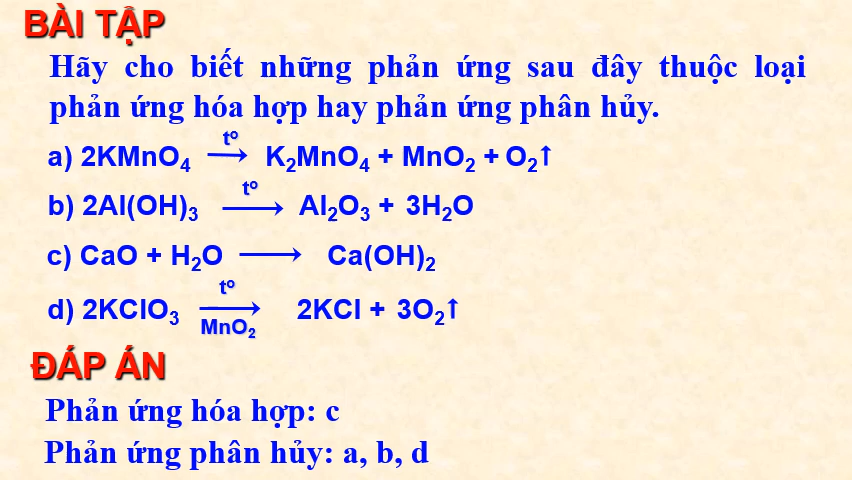 BÀI TẬP
Hãy cho biết những phản ứng sau đây thuộc loại
phản ứng hóa hợp hay phản ứng phân hủy.
a) 2KMnO₄ —tº→ K₂MnO₄ + MnO₂ + O₂↑
b) 2Al(OH)₃ —tº→ Al₂O₃ + 3H₂O
c) CaO + H₂O ⟶ Ca(OH)₂
d) 2KClO₃ —tº→ 2KCl + 3O₂↑
MnO₂
ĐÁP ÁN
Phản ứng hóa hợp: c
Phản ứng phân hủy: a, b, d